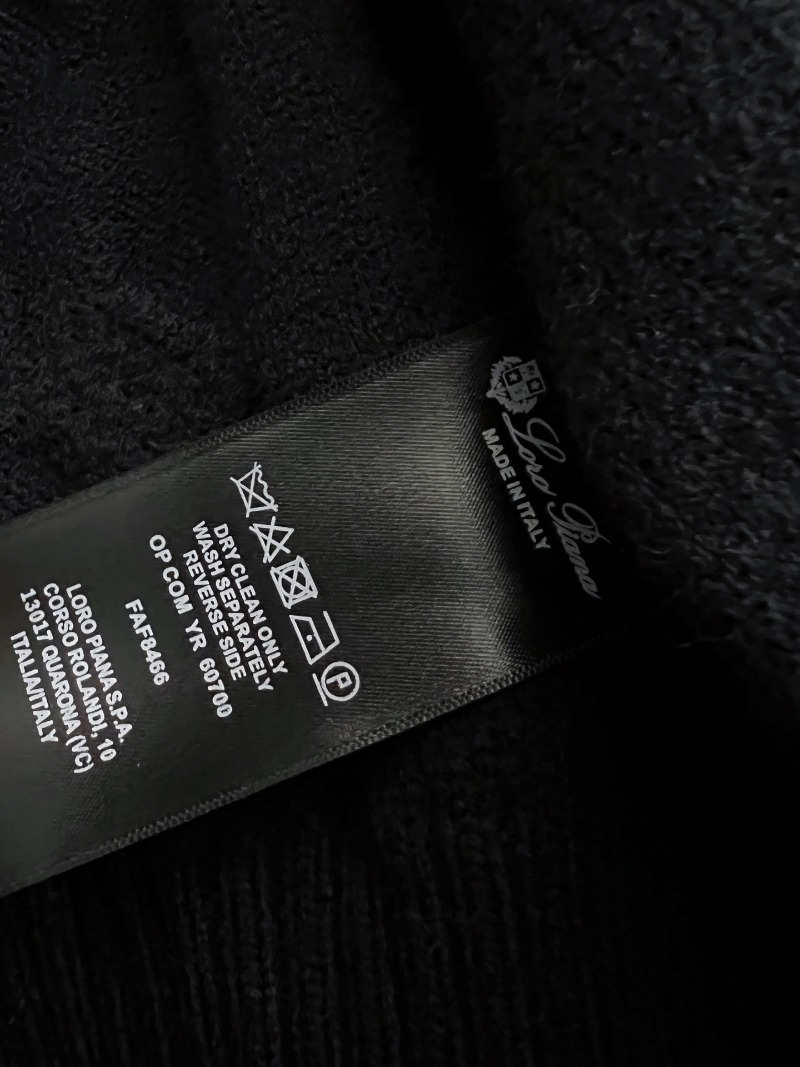 Loro Piana
MADE IN ITALY
P
DRY CLEAN ONLY
WASH SEPARATELY
REVERSE SIDE
OP COM YR 60700
FAF8466
LORO PIANA S.P.A.
CORSO ROLANDI, 10
13017 QUARONA (VC)
ITALIA/ITALY